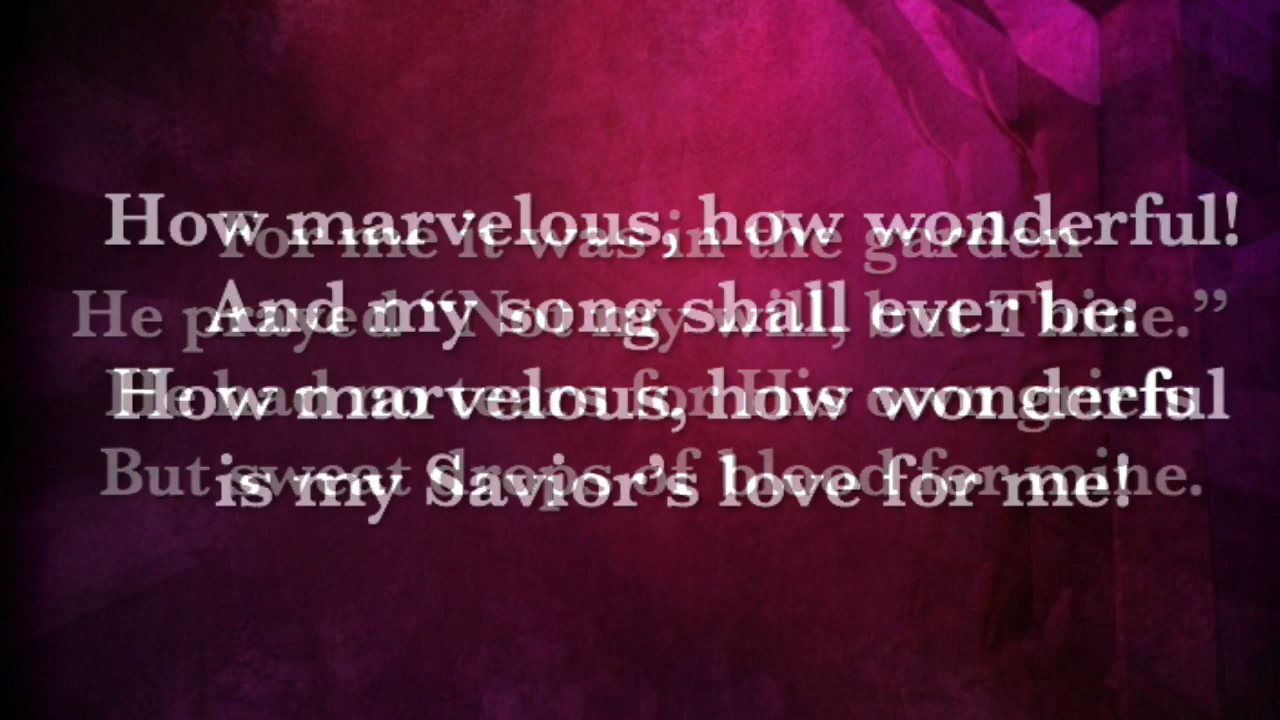 How marvelous, how wonderful!
And my song shall ever be:
How marvelous, how wonderful
is my Savior's love for me!
For me it was in the garden
He prayed “Not my will, but Thine.”
He had no tears for His own griefs
But sweat drops of blood for mine.